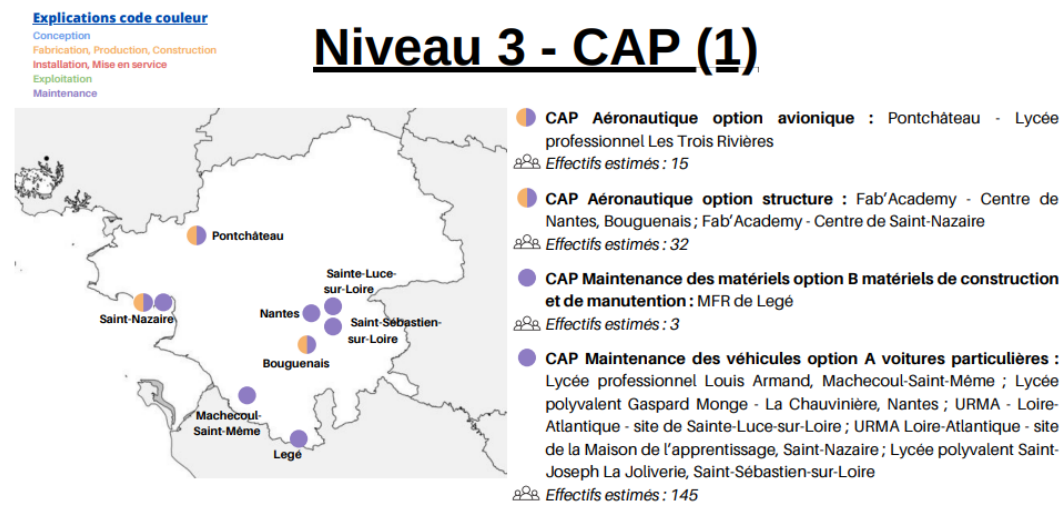 Explications code couleur
Conception
Fabrication, Production, Construction
Installation, Mise en service
Exploitation
Maintenance
Niveau 3 - CAP (1)
Pontchâteau
Sainte-Luce-
sur-Loire
Nantes
Saint-Nazaire
Saint-Sébastien-
sur-Loire
Bouguenais
Machecoul-
Saint-Même
Legé
CAP Aéronautique option avionique : Pontchâteau - Lycée
professionnel Les Trois Rivières
Effectifs estimés : 15
CAP Aéronautique option structure : Fab'Academy - Centre de
Nantes, Bouguenais ; Fab'Academy - Centre de Saint-Nazaire
Effectifs estimés : 32
CAP Maintenance des matériels option B matériels de construction
et de manutention : MFR de Legé
Effectifs estimés : 3
CAP Maintenance des véhicules option A voitures particulières :
Lycée professionnel Louis Armand, Machecoul-Saint-Même ; Lycée
polyvalent Gaspard Monge - La Chauvinière, Nantes ; URMA - Loire-
Atlantique - site de Sainte-Luce-sur-Loire ; URMA Loire-Atlantique - site
de la Maison de l'apprentissage, Saint-Nazaire ; Lycée polyvalent Saint-
Joseph La Joliverie, Saint-Sébastien-sur-Loire
Effectifs estimés : 145